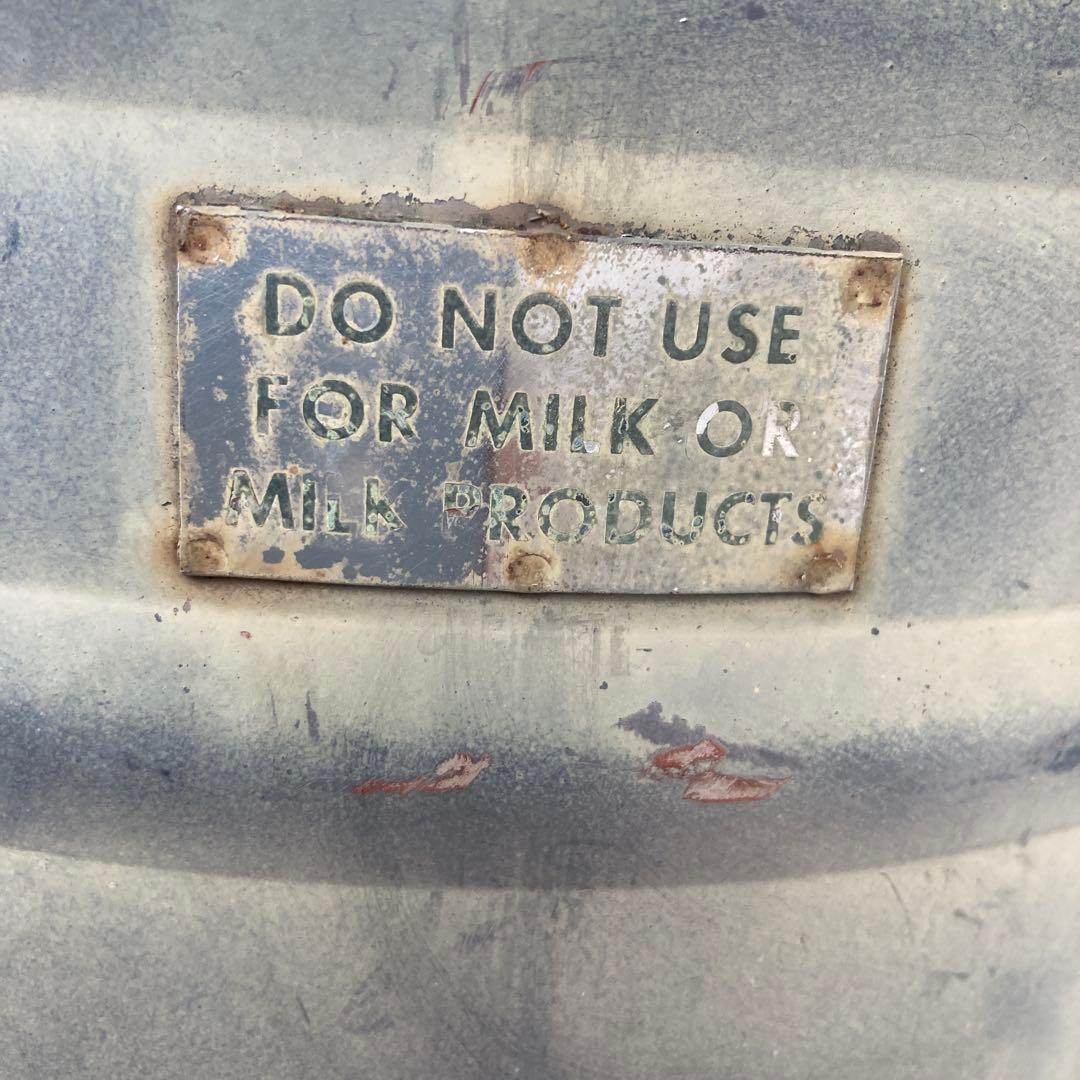 DO NOT USE
FOR MILK OR
MILK PRODUCTS